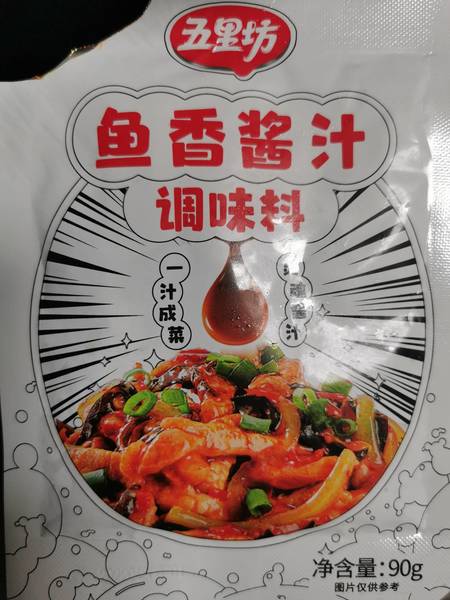 五里坊
鱼香酱汁
调味料
一汁成菜
净含量:90g
图片仅供参考